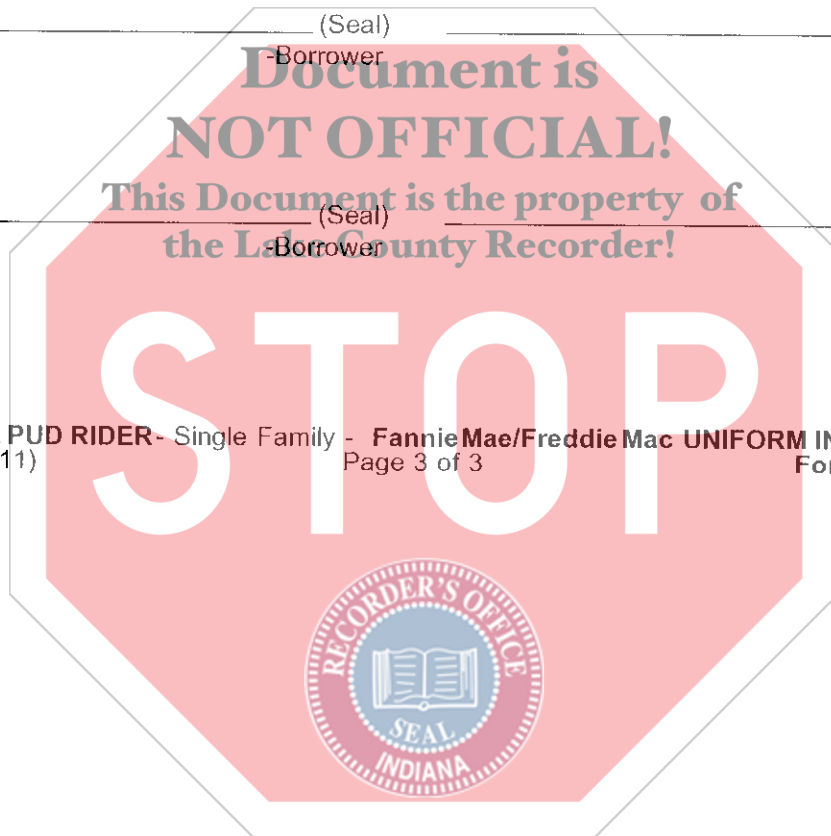 (Seal)
-Borrower
Document is
NOT OFFICIAL!
This Document is the property of
(Seal)
the Lake County Recorder!
-Borrower
STOP
PUD RIDER - Single Family - Fannie Mae/Freddie Mac UNIFORM IN
11)
Page 3 of 3
For
RECORDER'S OFFICE
SEAL
INDIANA